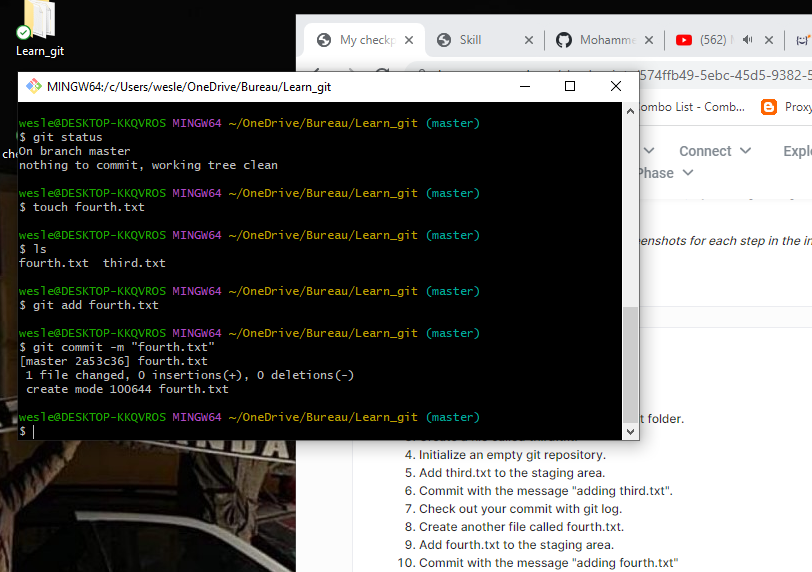 Learn_git
My checkp
Skill
Mohamme
(562)
MINGW64:/c/Users/wesle/OneDrive/Bureau/Learn_git
574ffb49-5ebc-45d5-9382-5
ombo List - Comb...
Proxy
Connect
Explo
Phase
wesle@DESKTOP-KKQVROS MINGW64 ~/OneDrive/Bureau/Learn_git (master)
$ git status
On branch master
nothing to commit, working tree clean
wesle@DESKTOP-KKQVROS MINGW64 ~/OneDrive/Bureau/Learn_git (master)
$ touch fourth.txt
wesle@DESKTOP-KKQVROS MINGW64 ~/OneDrive/Bureau/Learn_git (master)
$ ls
fourth.txt  third.txt
wesle@DESKTOP-KKQVROS MINGW64 ~/OneDrive/Bureau/Learn_git (master)
$ git add fourth.txt
wesle@DESKTOP-KKQVROS MINGW64 ~/OneDrive/Bureau/Learn_git (master)
$ git commit -m "fourth.txt"
[master 2a53c36] fourth.txt
 1 file changed, 0 insertions(+), 0 deletions(-)
 create mode 100644 fourth.txt
wesle@DESKTOP-KKQVROS MINGW64 ~/OneDrive/Bureau/Learn_git (master)
$
enshots for each step in the in
t folder.
4. Initialize an empty git repository.
5. Add third.txt to the staging area.
6. Commit with the message "adding third.txt".
7. Check out your commit with git log.
8. Create another file called fourth.txt.
9. Add fourth.txt to the staging area.
10. Commit with the message "adding fourth.txt"